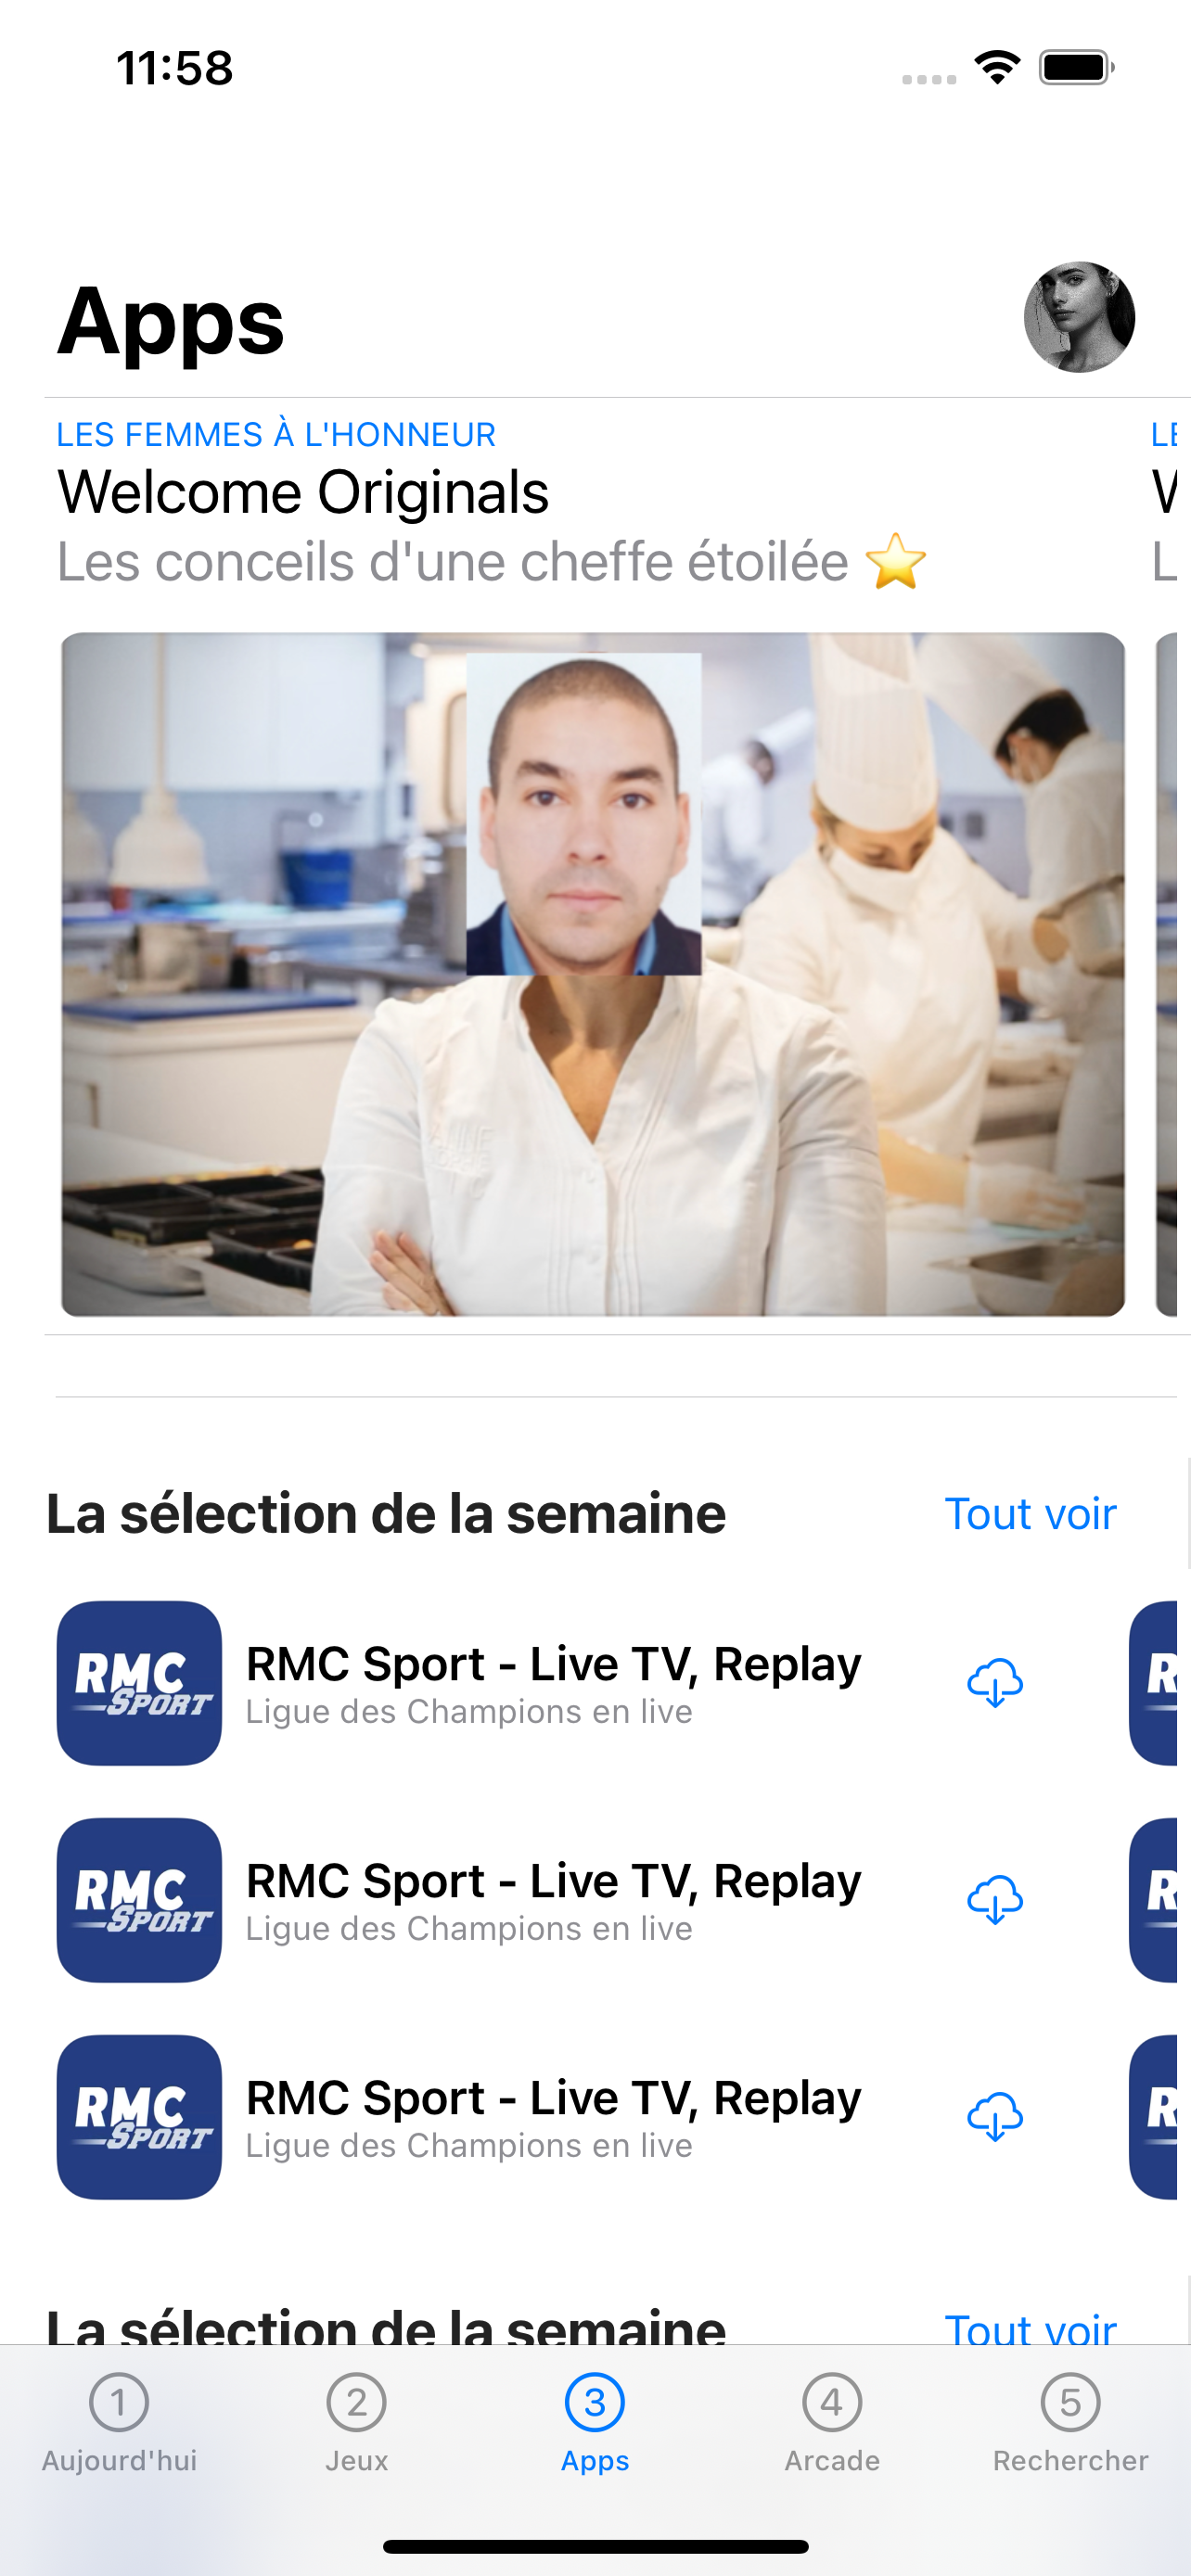 11:58
Apps
LES FEMMES À L'HONNEUR
LE
Welcome Originals
W
Les conceils d'une cheffe étoilée ⭐
L
La sélection de la semaine
Tout voir
RMC SPORT
RMC Sport - Live TV, Replay
Ligue des Champions en live
R
RMC SPORT
RMC Sport - Live TV, Replay
Ligue des Champions en live
R
RMC SPORT
RMC Sport - Live TV, Replay
Ligue des Champions en live
R
La sélection de la semaine
Tout voir
1
Aujourd'hui
2
Jeux
3
Apps
4
Arcade
5
Rechercher